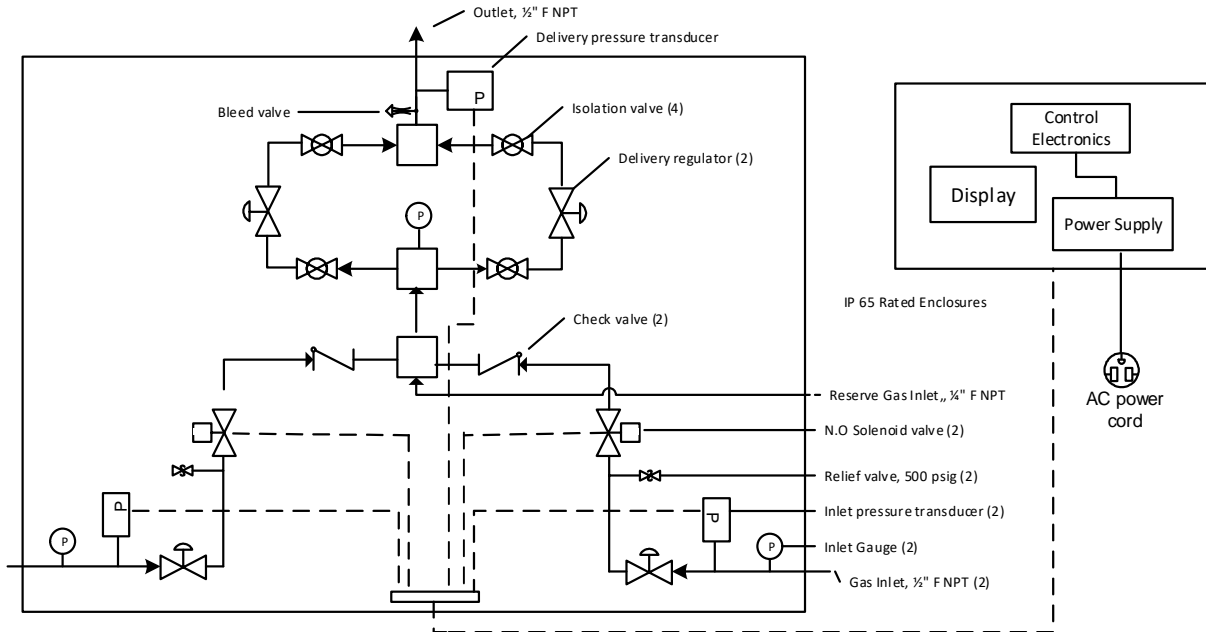 Outlet, ½" F NPT
Delivery pressure transducer
P
Bleed valve
Isolation valve (4)
Delivery regulator (2)
P
Control
Electronics
Display
Power Supply
IP 65 Rated Enclosures
Check valve (2)
Reserve Gas Inlet,, ¼" F NPT
AC power
cord
N.O Solenoid valve (2)
Relief valve, 500 psig (2)
P
P
Inlet pressure transducer (2)
P
P
Inlet Gauge (2)
Gas Inlet, ½" F NPT (2)